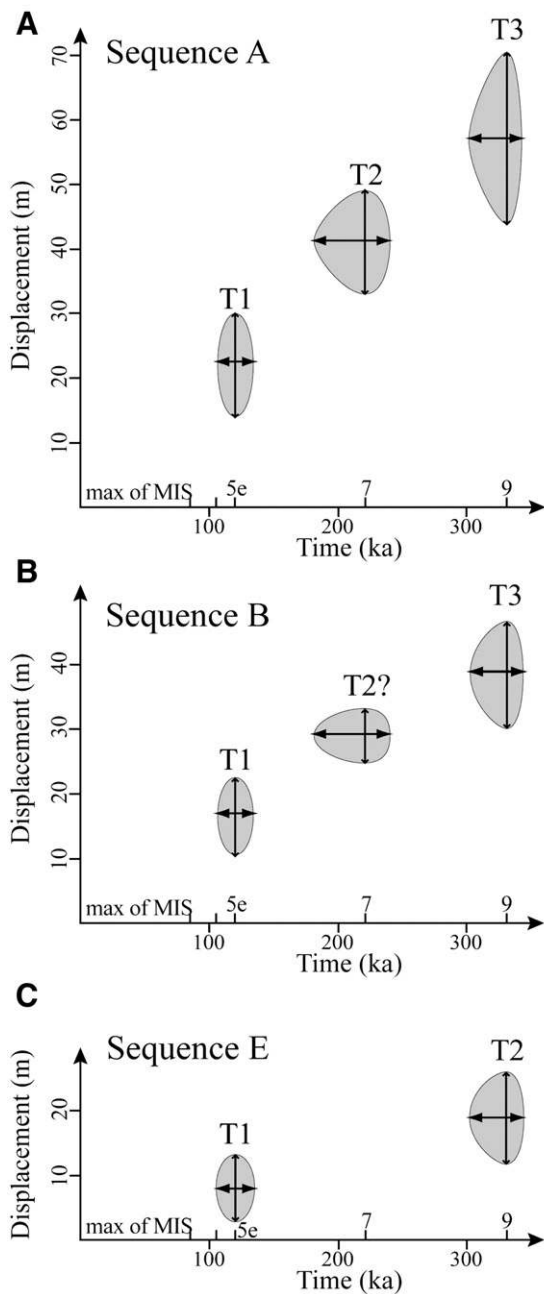 A
Sequence A
T3
T2
T1
Displacement (m)
70
60
50
40
30
20
10
max of MIS 5e 7 9
100 200 300
Time (ka)
B
Sequence B
T3
T2?
T1
Displacement (m)
40
30
20
10
max of MIS 5e 7 9
100 200 300
Time (ka)
C
Sequence E
T2
T1
Displacement (m)
20
10
max of MIS 5e 7 9
100 200 300
Time (ka)